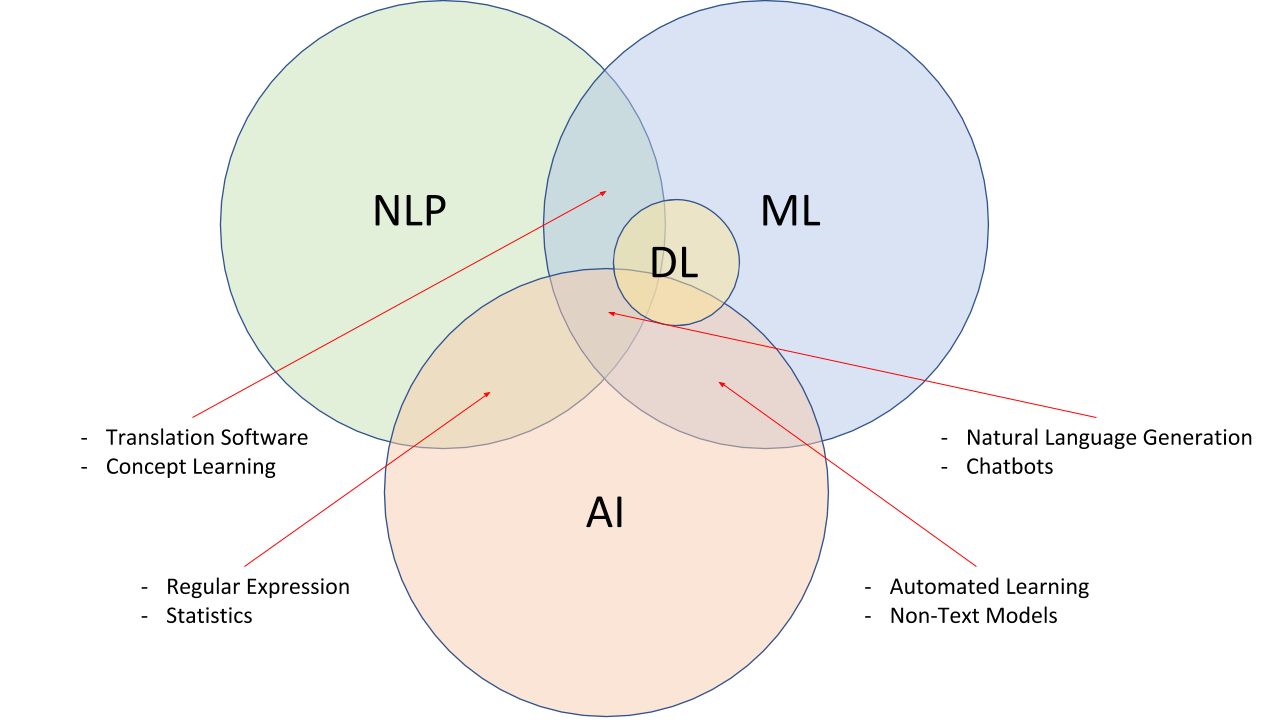 NLP
ML
DL
- Translation Software
- Concept Learning
- Natural Language Generation
- Chatbots
AI
- Regular Expression
- Statistics
- Automated Learning
- Non-Text Models